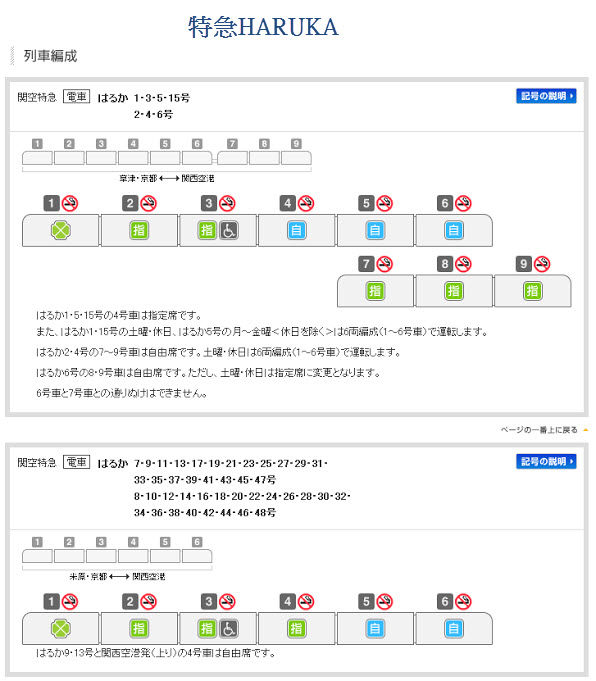 特急HARUKA
列車編成
関空特急 電車 はるか 1・3・5・15号
2・4・6号
記号の説明
1 2 3 4 5 6 7 8 9
草津・京都 ⟷ 関西空港
1 2 3 4 5 6
指 指 自 自 自
7 8 9
指 指 指
はるか1・5・15号の4号車は指定席です。
また、はるか1・15号の土曜・休日、はるか5号の月～金曜＜休日を除く＞は6両編成(1～6号車)で運転します。
はるか2・4号の7～9号車は自由席です。土曜・休日は6両編成(1～6号車)で運転します。
はるか6号の8・9号車は自由席です。ただし、土曜・休日は指定席に変更となります。
6号車と7号車との通りぬけはできません。
ページの一番上に戻る
関空特急 電車 はるか 7・9・11・13・17・19・21・23・25・27・29・31・
33・35・37・39・41・43・45・47号
8・10・12・14・16・18・20・22・24・26・28・30・32・
34・36・38・40・42・44・46・48号
記号の説明
1 2 3 4 5 6
米原・京都 ⟷ 関西空港
1 2 3 4 5 6
指 指 指 自 自
はるか9・13号と関西空港発(上り)の4号車は自由席です。